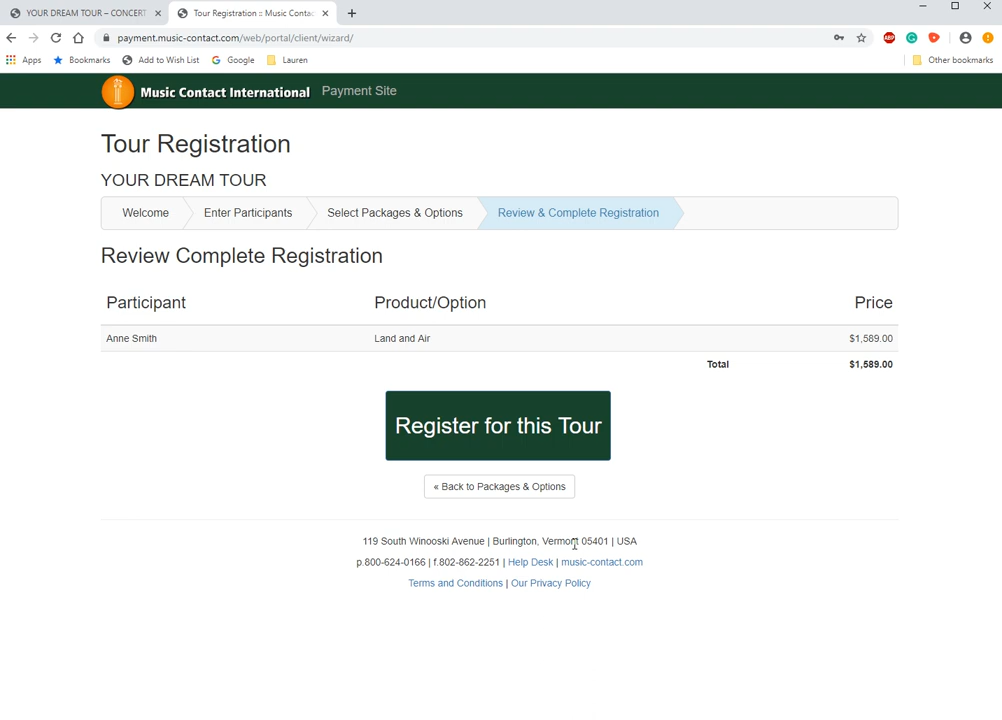 YOUR DREAM TOUR – CONCERT
Tour Registration :: Music Contac
payment.music-contact.com/web/portal/client/wizard/
ABP
Apps Bookmarks Add to Wish List Google Lauren Other bookmarks
Music Contact International Payment Site
Tour Registration
YOUR DREAM TOUR
Welcome Enter Participants Select Packages & Options Review & Complete Registration
Review Complete Registration
Participant Product/Option Price
Anne Smith Land and Air $1,589.00
Total $1,589.00
Register for this Tour
« Back to Packages & Options
119 South Winooski Avenue | Burlington, Vermont 05401 | USA
p.800-624-0166 | f.802-862-2251 | Help Desk | music-contact.com
Terms and Conditions | Our Privacy Policy